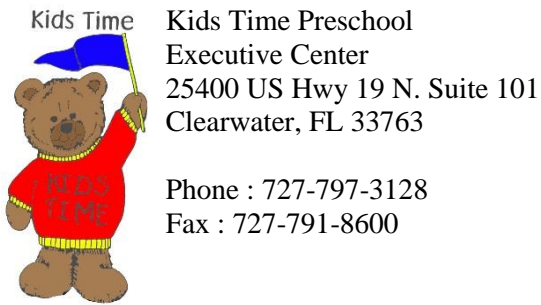 Kids Time
Kids Time Preschool
Executive Center
25400 US Hwy 19 N. Suite 101
Clearwater, FL 33763
Phone : 727-797-3128
Fax : 727-791-8600
KIDS
TIME